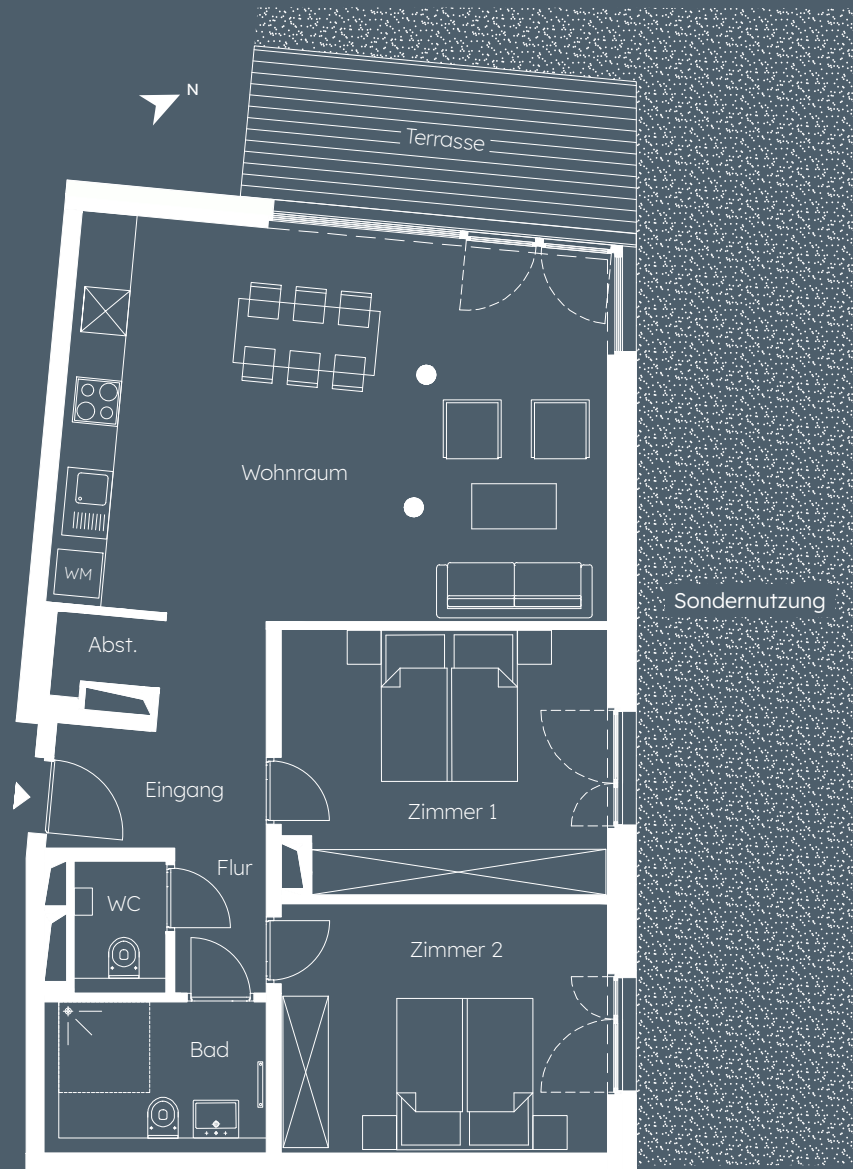 N
Terrasse
Wohnraum
WM
Sondernutzung
Abst.
Eingang
Zimmer 1
Flur
WC
Zimmer 2
Bad